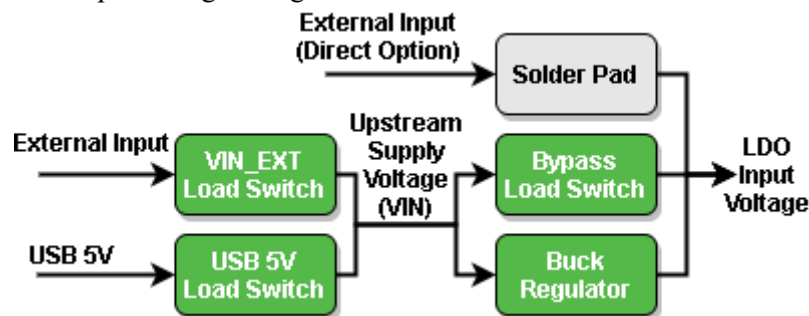 External Input
(Direct Option)
Solder Pad
External Input
VIN_EXT
Load Switch
Upstream
Supply
Voltage
(VIN)
Bypass
Load Switch
LDO
Input
Voltage
USB 5V
USB 5V
Load Switch
Buck
Regulator